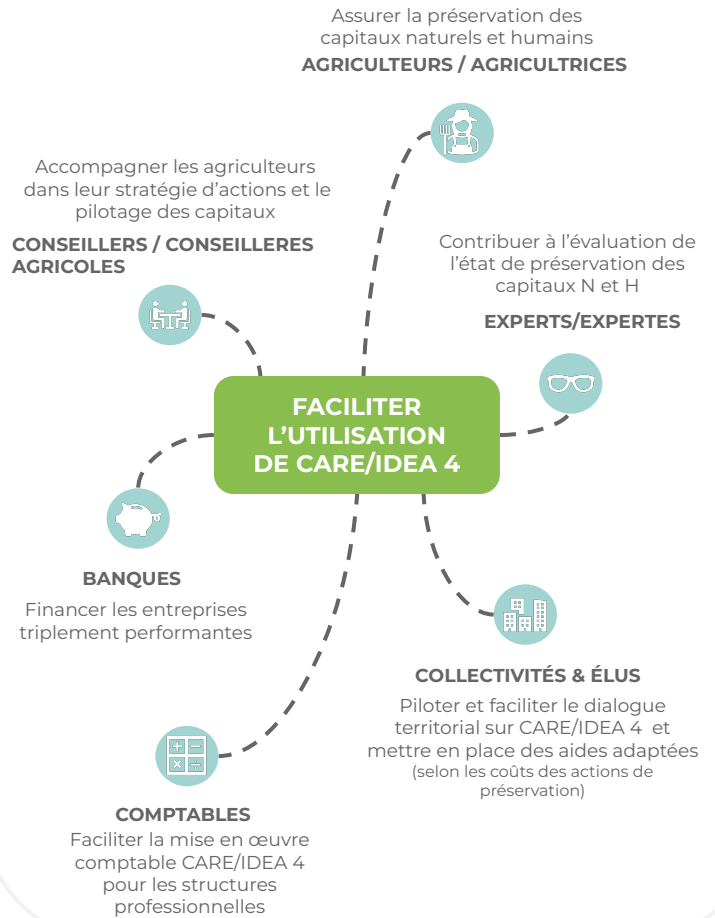 Assurer la préservation des
capitaux naturels et humains
AGRICULTEURS / AGRICULTRICES
Accompagner les agriculteurs
dans leur stratégie d'actions et le
pilotage des capitaux
CONSEILLERS / CONSEILLERES
AGRICOLES
Contribuer à l'évaluation de
l'état de préservation des
capitaux N et H
EXPERTS/EXPERTES
FACILITER
L'UTILISATION
DE CARE/IDEA 4
BANQUES
Financer les entreprises
triplement performantes
COLLECTIVITÉS & ÉLUS
Piloter et faciliter le dialogue
territorial sur CARE/IDEA 4 et
mettre en place des aides adaptées
(selon les coûts des actions de
préservation)
COMPTABLES
Faciliter la mise en œuvre
comptable CARE/IDEA 4
pour les structures
professionnelles